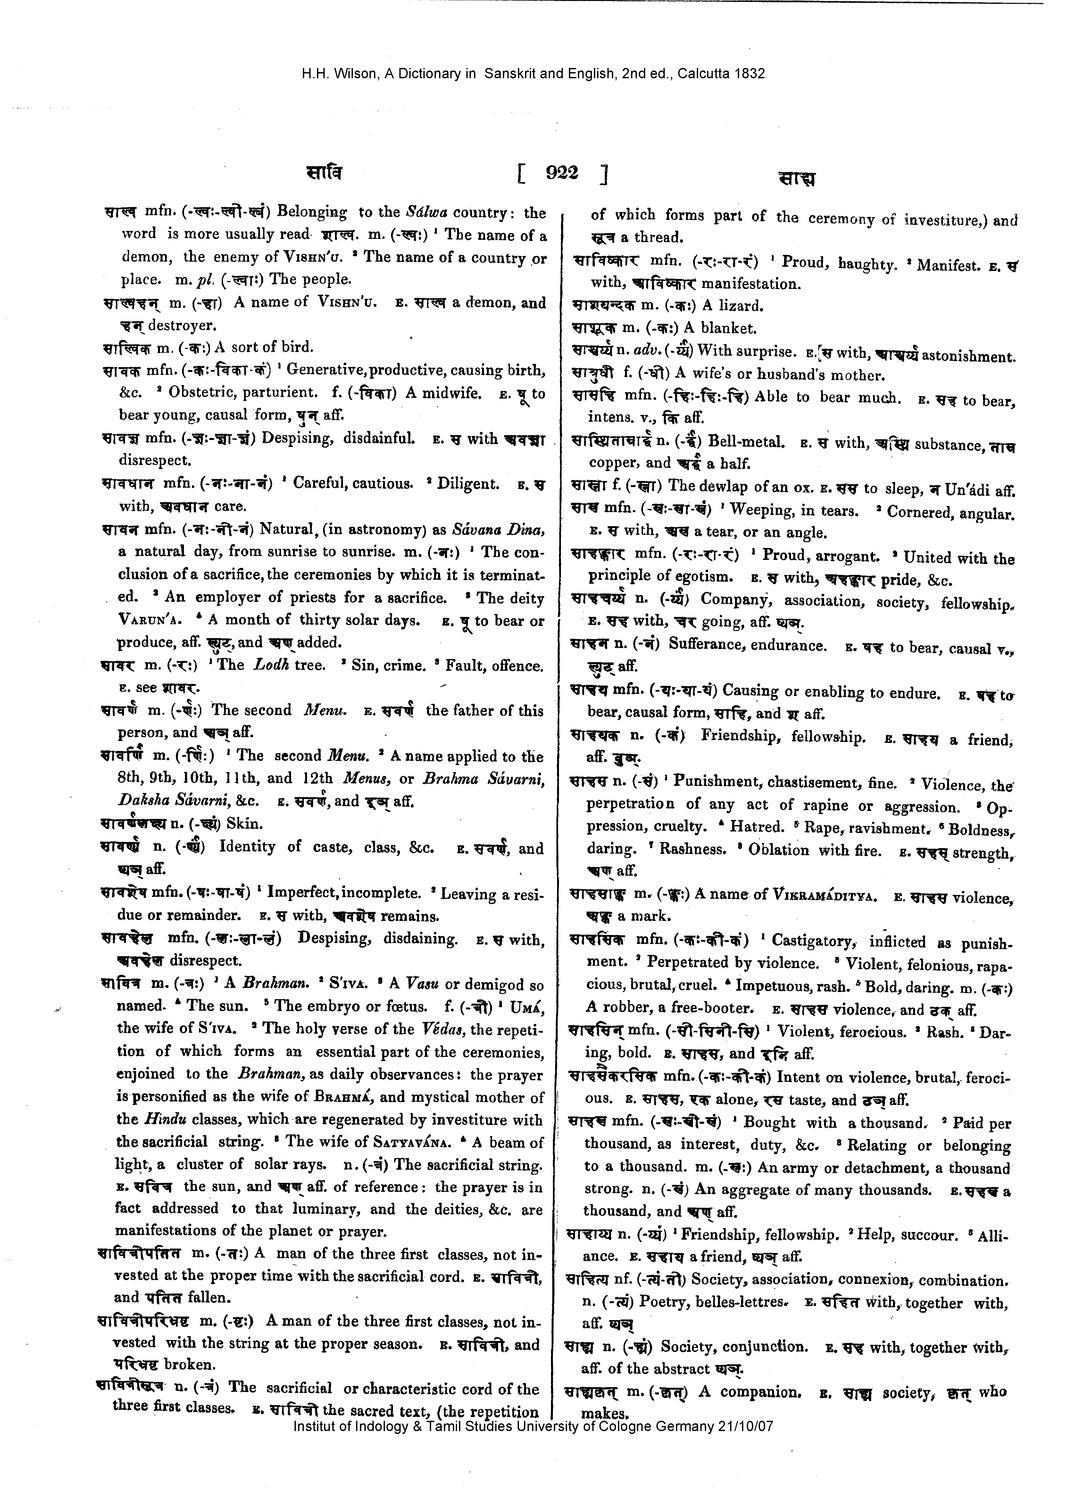 H.H. Wilson, A Dictionary in Sanskrit and English, 2nd ed., Calcutta 1832
सावि [ 922 ] साह्य
साल्व mfn. (-ल्वः-ल्वी-ल्वं) Belonging to the Sálwa country: the
word is more usually read शाल्व. m. (-ल्वः) ¹ The name of a
demon, the enemy of VISHN'U. ² The name of a country or
place. m. pl. (-ल्वाः) The people.
साल्वहन् m. (-हा) A name of VISHN'U. E. साल्व a demon, and
हन् destroyer.
साल्विक m. (-कः) A sort of bird.
सावक mfn. (-कः-विका-कं) ¹ Generative, productive, causing birth,
&c. ² Obstetric, parturient. f. (-विका) A midwife. E. षू to
bear young, causal form, वुन् aff.
सावज्ञ mfn. (-ज्ञः-ज्ञा-ज्ञं) Despising, disdainful. E. स with अवज्ञा
disrespect.
सावधान mfn. (-नः-ना-नं) ¹ Careful, cautious. ² Diligent. E. स
with, अवधान care.
सावन mfn. (-नः-नी-नं) Natural, (in astronomy) as Sávana Dina,
a natural day, from sunrise to sunrise. m. (-नः) ¹ The con-
clusion of a sacrifice, the ceremonies by which it is terminat-
ed. ² An employer of priests for a sacrifice. ³ The deity
VARUN'A. ⁴ A month of thirty solar days. E. षू to bear or
produce, aff. ल्युट्, and अण् added.
सावर m. (-रः) ¹ The Lodh tree. ² Sin, crime. ³ Fault, offence.
E. see शावर.
सावर्ण m. (-र्णः) The second Menu. E. सवर्ण the father of this
person, and अञ् aff.
सावर्णि m. (-र्णिः) ¹ The second Menu. ² A name applied to the
8th, 9th, 10th, 11th, and 12th Menus, or Brahma Sávarni,
Daksha Sávarni, &c. E. सवर्ण, and इञ् aff.
सावर्णलक्ष्य n. (-क्ष्यं) Skin.
सावर्ण्य n. (-र्ण्यं) Identity of caste, class, &c. E. सवर्ण, and
ष्यञ् aff.
सावशेष mfn. (-षः-षा-षं) ¹ Imperfect, incomplete. ² Leaving a resi-
due or remainder. E. स with, अवशेष remains.
सावहेल mfn. (-लः-ला-लं) Despising, disdaining. E. स with,
अवहेल disrespect.
सावित्र m. (-त्रः) ¹ A Brahman. ² S'IVA. ³ A Vasu or demigod so
named. ⁴ The sun. ⁵ The embryo or fœtus. f. (-त्री) ¹ UMÁ,
the wife of S'IVA. ² The holy verse of the Védas, the repeti-
tion of which forms an essential part of the ceremonies,
enjoined to the Brahman, as daily observances: the prayer
is personified as the wife of BRAHMÁ, and mystical mother of
the Hindu classes, which are regenerated by investiture with
the sacrificial string. ³ The wife of SATYAVÁNA. ⁴ A beam of
light, a cluster of solar rays. n. (-त्रं) The sacrificial string.
E. सवितृ the sun, and अण् aff. of reference: the prayer is in
fact addressed to that luminary, and the deities, &c. are
manifestations of the planet or prayer.
सावित्रीपतित m. (-तः) A man of the three first classes, not in-
vested at the proper time with the sacrificial cord. E. सावित्री,
and पतित fallen.
सावित्रीपरिभ्रष्ट m. (-ष्टः) A man of the three first classes, not in-
vested with the string at the proper season. E. सावित्री, and
परिभ्रष्ट broken.
सावित्रीसूत्र n. (-त्रं) The sacrificial or characteristic cord of the
three first classes. E. सावित्री the sacred text, (the repetition
of which forms part of the ceremony of investiture,) and
सूत्र a thread.
साविष्कार mfn. (-रः-रा-रं) ¹ Proud, haughty. ² Manifest. E. स
with, आविष्कार manifestation.
साशयन्दक m. (-कः) A lizard.
साशूक m. (-कः) A blanket.
साश्चर्य्य n. adv. (-र्य्यं) With surprise. E. स with, आश्चर्य्य astonishment.
साश्रुधी f. (-धी) A wife's or husband's mother.
सासहि mfn. (-हिः-हिः-हि) Able to bear much. E. सह to bear,
intens. v., कि aff.
सास्थिताम्रार्द्ध n. (-र्द्धं) Bell-metal. E. स with, अस्थि substance, ताम्र
copper, and अर्द्ध a half.
सास्ना f. (-स्ना) The dewlap of an ox. E. सस to sleep, न Un'ádi aff.
सास्र mfn. (-स्रः-स्रा-स्रं) ¹ Weeping, in tears. ² Cornered, angular.
E. स with, अस्र a tear, or an angle.
साहङ्कार mfn. (-रः-रा-रं) ¹ Proud, arrogant. ² United with the
principle of egotism. E. स with, अहङ्कार pride, &c.
साहचर्य्य n. (-र्य्यं) Company, association, society, fellowship.
E. सह with, चर going, aff. ष्यञ्.
साहन n. (-नं) Sufferance, endurance. E. षह to bear, causal v.,
ल्युट् aff.
साहय mfn. (-यः-या-यं) Causing or enabling to endure. E. षह to
bear, causal form, साहि, and श aff.
साहायक n. (-कं) Friendship, fellowship. E. सहाय a friend,
aff. वुञ्.
साहस n. (-सं) ¹ Punishment, chastisement, fine. ² Violence, the
perpetration of any act of rapine or aggression. ³ Op-
pression, cruelty. ⁴ Hatred. ⁵ Rape, ravishment. ⁶ Boldness,
daring. ⁷ Rashness. ⁸ Oblation with fire. E. सहस् strength,
अण् aff.
साहसाङ्क m. (-ङ्कः) A name of VIKRAMÁDITYA. E. साहस violence,
अङ्क a mark.
साहसिक mfn. (-कः-की-कं) ¹ Castigatory, inflicted as punish-
ment. ² Perpetrated by violence. ³ Violent, felonious, rapa-
cious, brutal, cruel. ⁴ Impetuous, rash. ⁵ Bold, daring. m. (-कः)
A robber, a free-booter. E. साहस violence, and ठक् aff.
साहसिन् mfn. (-सी-सिनी-सि) ¹ Violent, ferocious. ² Rash. ³ Dar-
ing, bold. E. साहस, and इनि aff.
साहसैकरसिक mfn. (-कः-की-कं) Intent on violence, brutal, feroci-
ous. E. साहस, एक alone, रस taste, and ठञ् aff.
साहस्र mfn. (-स्रः-स्री-स्रं) ¹ Bought with a thousand. ² Paid per
thousand, as interest, duty, &c. ³ Relating or belonging
to a thousand. m. (-स्रः) An army or detachment, a thousand
strong. n. (-स्रं) An aggregate of many thousands. E. सहस्र a
thousand, and अण् aff.
साहाय्य n. (-य्यं) ¹ Friendship, fellowship. ² Help, succour. ³ Alli-
ance. E. सहाय a friend, ष्यञ् aff.
साहित्य nf. (-त्यं-ती) Society, association, connexion, combination.
n. (-त्यं) Poetry, belles-lettres. E. सहित with, together with,
aff. ष्यञ्
साह्य n. (-ह्यं) Society, conjunction. E. सह with, together with,
aff. of the abstract ष्यञ्.
साह्यकृत् m. (-कृत्) A companion. E. साह्य society, कृत् who
makes.
Institut of Indology & Tamil Studies University of Cologne Germany 21/10/07